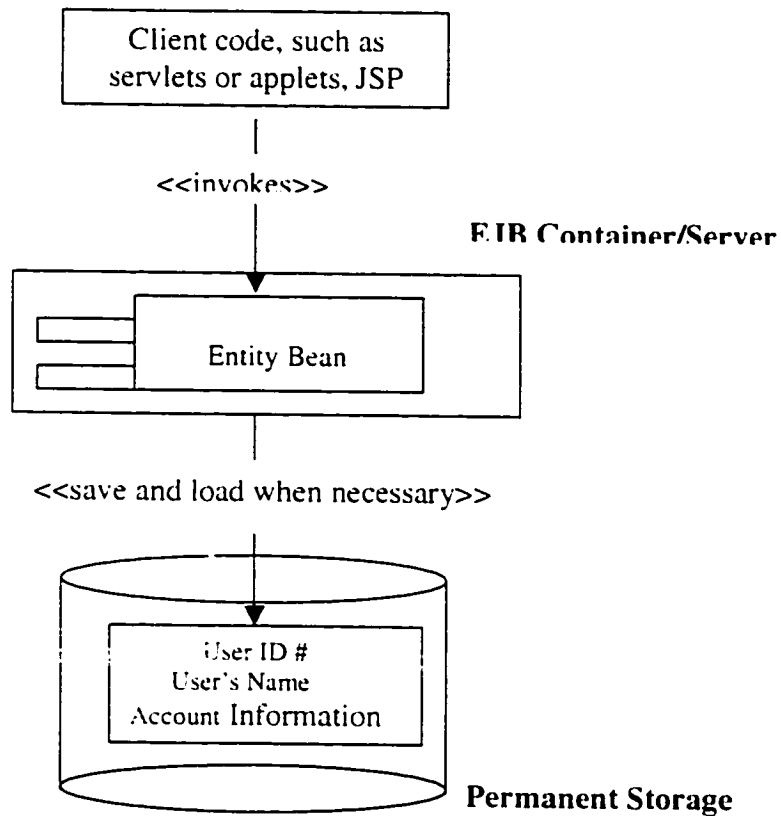 Client code, such as
servlets or applets, JSP
<<invokes>>
EJB Container/Server
Entity Bean
<<save and load when necessary>>
User ID #
User's Name
Account Information
Permanent Storage